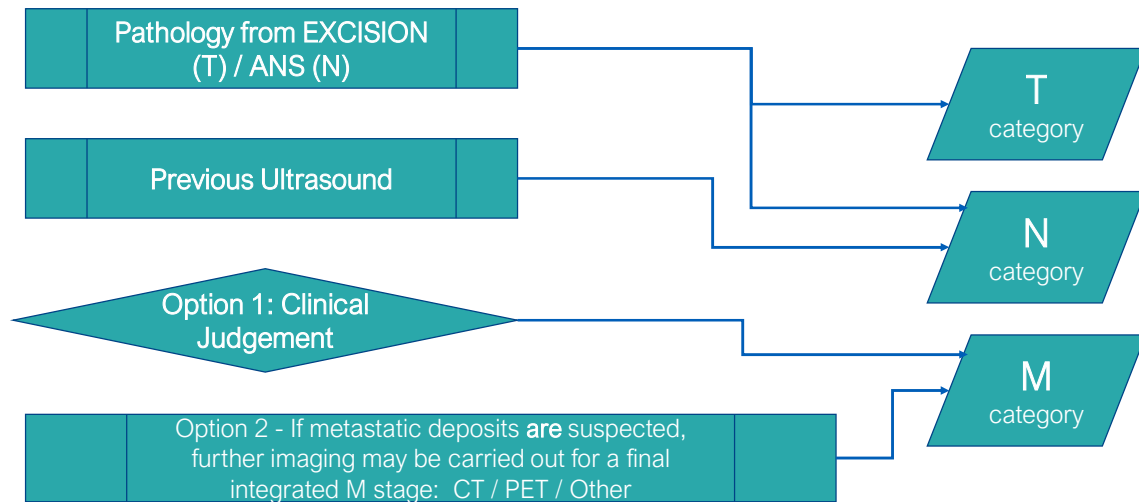 Pathology from EXCISION
(T) / ANS (N)
T
category
Previous Ultrasound
N
category
Option 1: Clinical
Judgement
M
category
Option 2 - If metastatic deposits are suspected,
further imaging may be carried out for a final
integrated M stage: CT / PET / Other